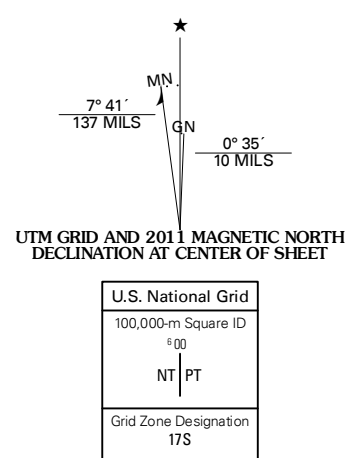 ★
MN
7° 41´
137 MILS
GN
0° 35´
10 MILS
UTM GRID AND 2011 MAGNETIC NORTH
DECLINATION AT CENTER OF SHEET
U.S. National Grid
100,000-m Square ID
⁶00
NT PT
Grid Zone Designation
17S